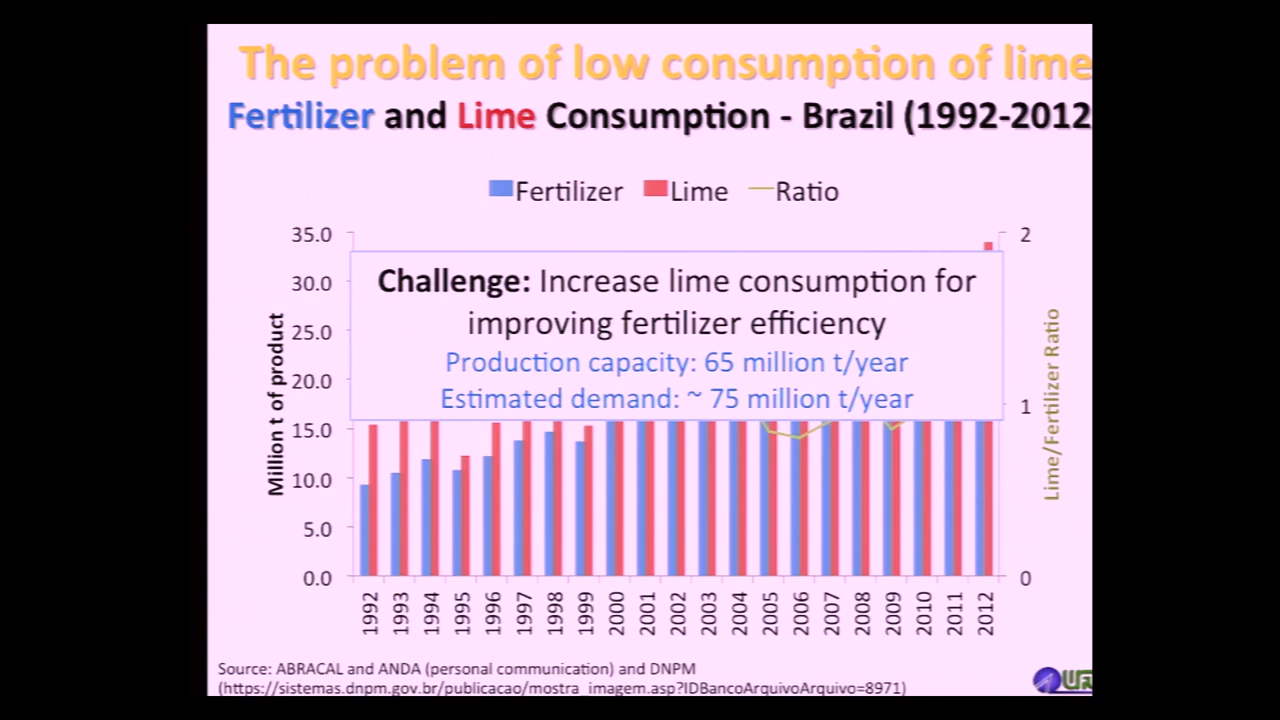 The problem of low consumption of lime
Fertilizer and Lime Consumption - Brazil (1992-2012
Fertilizer Lime Ratio
35.0
30.0
25.0
20.0
15.0
10.0
5.0
0.0
Million t of product
2
1
0
Lime/Fertilizer Ratio
Challenge: Increase lime consumption for
improving fertilizer efficiency
Production capacity: 65 million t/year
Estimated demand: ~ 75 million t/year
1992 1993 1994 1995 1996 1997 1998 1999 2000 2001 2002 2003 2004 2005 2006 2007 2008 2009 2010 2011 2012
Source: ABRACAL and ANDA (personal communication) and DNPM
(https://sistemas.dnpm.gov.br/publicacao/mostra_imagem.asp?IDBancoArquivoArquivo=8971)